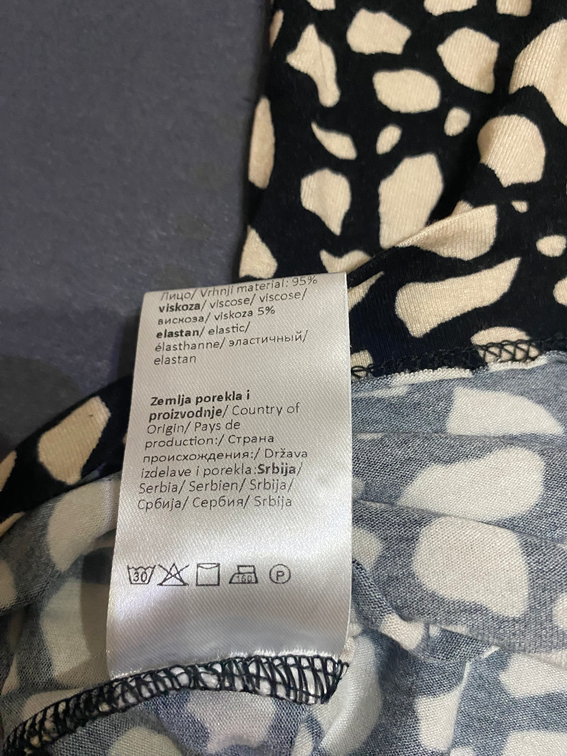 Лицо/ Vrhnji material: 95%
viskoza/ viscose/ viscose/
вискоза/ viskoza 5%
elastan/ elastic/
élasthanne/ эластичный/
elastan
Zemlja porekla i
proizvodnje/ Country of
Origin/ Pays de
production:/ Страна
происхождения:/ Država
izdelave i porekla:Srbija/
Serbia/ Serbien/ Srbija/
Србија/ Сербия/ Srbija
30
160
P